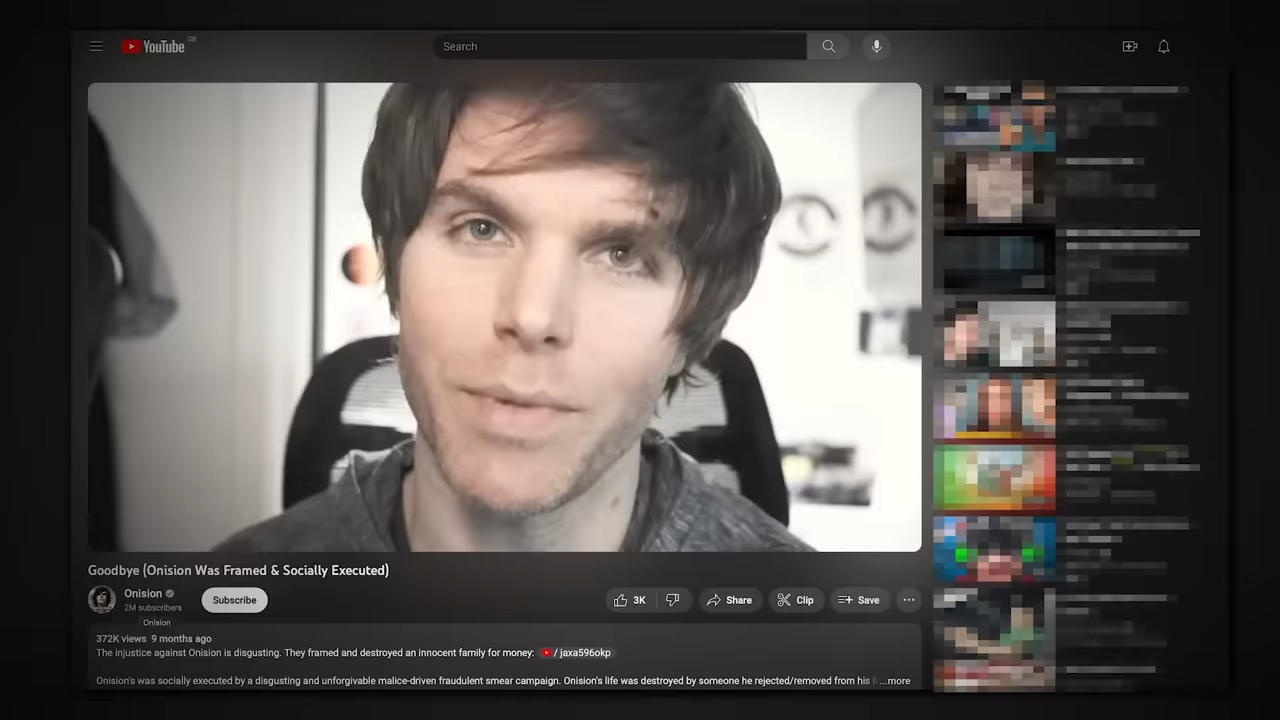 YouTube GB
Search
Goodbye (Onision Was Framed & Socially Executed)
Onision
2M subscribers
Subscribe
3K
Share
Clip
Save
Onision
372K views 9 months ago
The injustice against Onision is disgusting. They framed and destroyed an innocent family for money: / jaxa596okp
Onision's was socially executed by a disgusting and unforgivable malice-driven fraudulent smear campaign. Onision's life was destroyed by someone he rejected/removed from his ...more